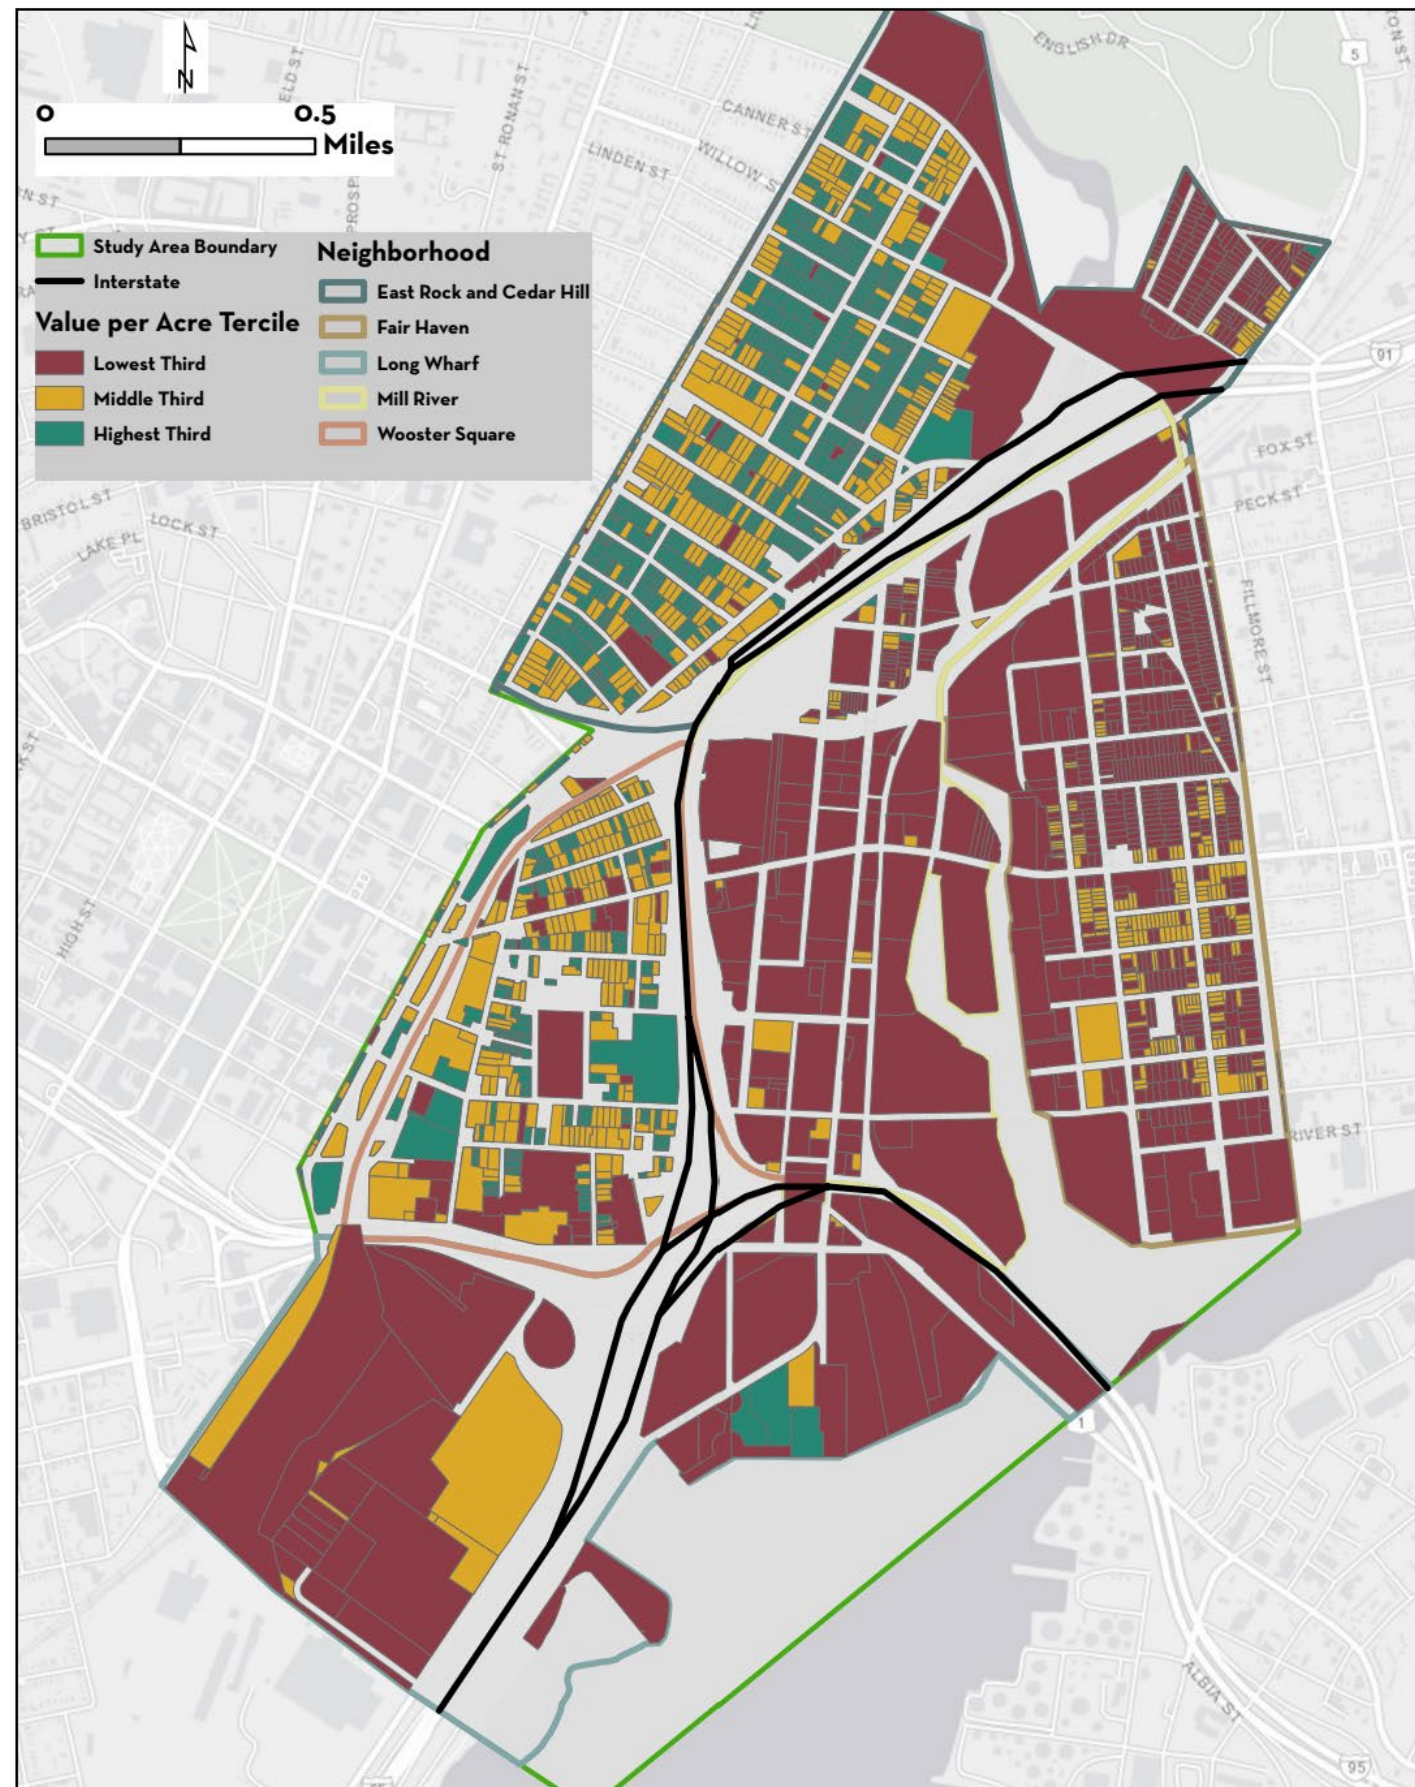 N
0 0.5
Miles
Study Area Boundary
Interstate
Value per Acre Tercile
Lowest Third
Middle Third
Highest Third
Neighborhood
East Rock and Cedar Hill
Fair Haven
Long Wharf
Mill River
Wooster Square
ENGLISH DR
5
CANNER ST
ST RONAN ST
LINDEN ST
WILLOW S
PROSP
ELD ST
N ST
91
FOX ST
PECK ST
FILLMORE ST
BRISTOL ST
LOCK ST
LAKE PL
HIGH ST
RIVER ST
1
ALBIA ST
95